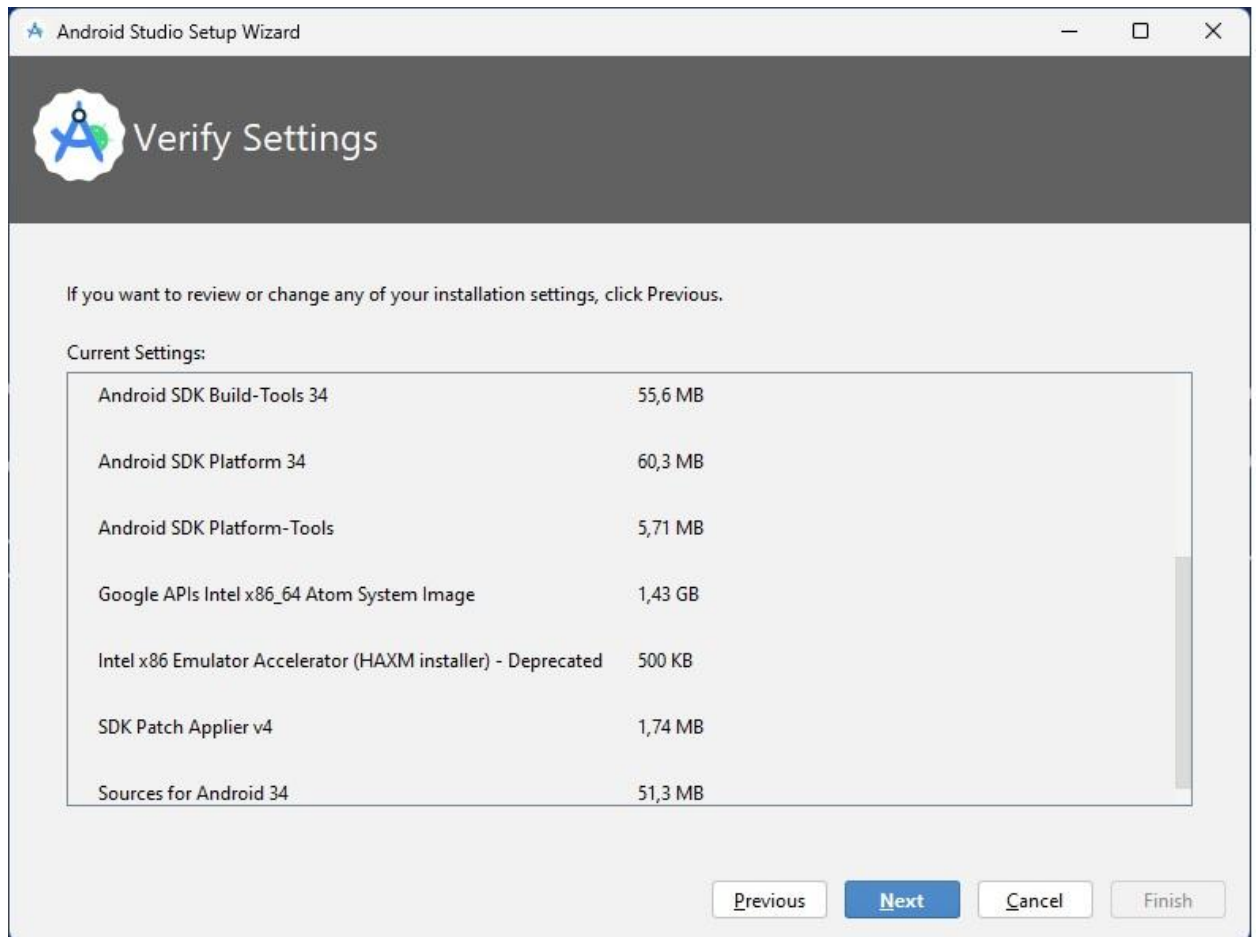 Android Studio Setup Wizard
Verify Settings
If you want to review or change any of your installation settings, click Previous.
Current Settings:
Android SDK Build-Tools 34 55,6 MB
Android SDK Platform 34 60,3 MB
Android SDK Platform-Tools 5,71 MB
Google APIs Intel x86_64 Atom System Image 1,43 GB
Intel x86 Emulator Accelerator (HAXM installer) - Deprecated 500 KB
SDK Patch Applier v4 1,74 MB
Sources for Android 34 51,3 MB
Previous Next Cancel Finish